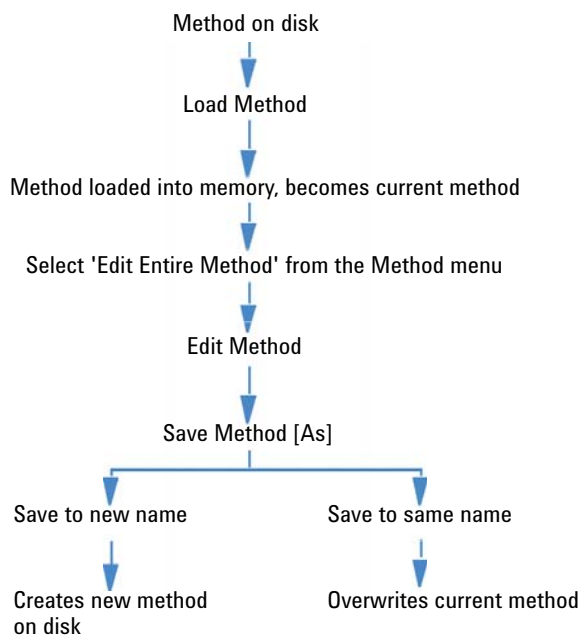 Method on disk
Load Method
Method loaded into memory, becomes current method
Select 'Edit Entire Method' from the Method menu
Edit Method
Save Method [As]
Save to new name
Save to same name
Creates new method
on disk
Overwrites current method